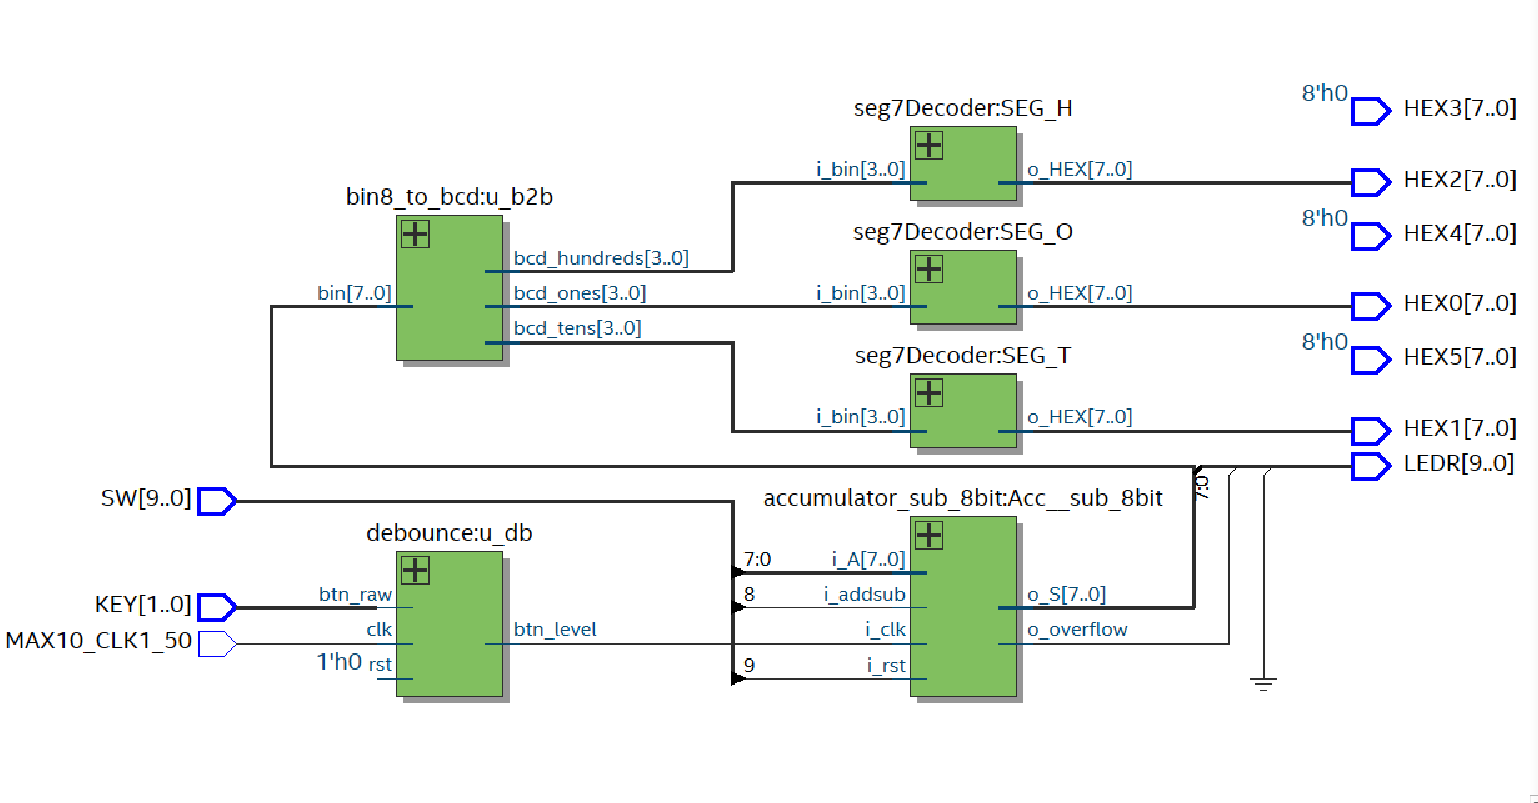 8'h0
HEX3[7..0]
seg7Decoder:SEG_H
i_bin[3..0]
o_HEX[7..0]
HEX2[7..0]
bin8_to_bcd:u_b2b
8'h0
HEX4[7..0]
seg7Decoder:SEG_O
bcd_hundreds[3..0]
bin[7..0]
bcd_ones[3..0]
i_bin[3..0]
o_HEX[7..0]
HEX0[7..0]
bcd_tens[3..0]
8'h0
HEX5[7..0]
seg7Decoder:SEG_T
i_bin[3..0]
o_HEX[7..0]
HEX1[7..0]
LEDR[9..0]
7:0
SW[9..0]
accumulator_sub_8bit:Acc__sub_8bit
debounce:u_db
7:0
i_A[7..0]
KEY[1..0]
btn_raw
8
i_addsub
o_S[7..0]
MAX10_CLK1_50
clk
btn_level
i_clk
o_overflow
1'h0
rst
9
i_rst